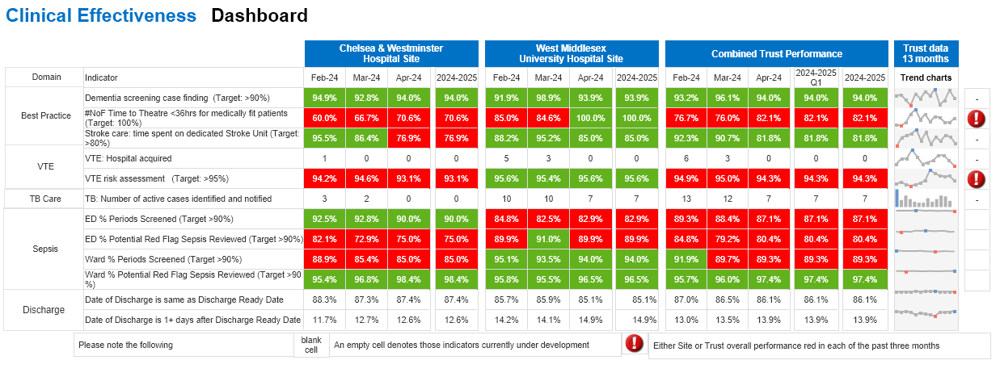 Clinical Effectiveness Dashboard
Chelsea & Westminster Hospital Site West Middlesex University Hospital Site Combined Trust Performance Trust data 13 months
Domain Indicator Feb-24 Mar-24 Apr-24 2024-2025 Feb-24 Mar-24 Apr-24 2024-2025 Feb-24 Mar-24 Apr-24 2024-2025 Q1 2024-2025 Trend charts
Best Practice
Dementia screening case finding (Target: >90%) 94.9% 92.8% 94.0% 94.0% 91.9% 98.9% 93.9% 93.9% 93.2% 96.1% 94.0% 94.0% 94.0% -
#NoF Time to Theatre <36hrs for medically fit patients (Target: 100%) 60.0% 66.7% 70.6% 70.6% 85.0% 84.6% 100.0% 100.0% 76.7% 76.0% 82.1% 82.1% 82.1% !
Stroke care: time spent on dedicated Stroke Unit (Target: >80%) 95.5% 86.4% 76.9% 76.9% 88.2% 95.2% 85.0% 85.0% 92.3% 90.7% 81.8% 81.8% 81.8% -
VTE
VTE: Hospital acquired 1 0 0 0 5 3 0 0 6 3 0 0 0 -
VTE risk assessment (Target: >95%) 94.2% 94.6% 93.1% 93.1% 95.6% 95.4% 95.6% 95.6% 94.9% 95.0% 94.3% 94.3% 94.3% !
TB Care TB: Number of active cases identified and notified 3 2 0 0 10 10 7 7 13 12 7 7 7 -
Sepsis
ED % Periods Screened (Target >90%) 92.5% 92.8% 90.0% 90.0% 84.8% 82.5% 82.9% 82.9% 89.3% 88.4% 87.1% 87.1% 87.1%
ED % Potential Red Flag Sepsis Reviewed (Target >90%) 82.1% 72.9% 75.0% 75.0% 89.9% 91.0% 89.9% 89.9% 84.8% 79.2% 80.4% 80.4% 80.4%
Ward % Periods Screened (Target >90%) 88.9% 85.4% 85.0% 85.0% 95.1% 93.5% 94.0% 94.0% 91.9% 89.7% 89.3% 89.3% 89.3%
Ward % Potential Red Flag Sepsis Reviewed (Target >90 %) 95.4% 96.8% 98.4% 98.4% 95.8% 95.5% 96.5% 96.5% 95.7% 96.0% 97.4% 97.4% 97.4%
Discharge
Date of Discharge is same as Discharge Ready Date 88.3% 87.3% 87.4% 87.4% 85.7% 85.9% 85.1% 85.1% 87.0% 86.5% 86.1% 86.1% 86.1%
Date of Discharge is 1+ days after Discharge Ready Date 11.7% 12.7% 12.6% 12.6% 14.2% 14.1% 14.9% 14.9% 13.0% 13.5% 13.9% 13.9% 13.9%
Please note the following blank cell An empty cell denotes those indicators currently under development ! Either Site or Trust overall performance red in each of the past three months